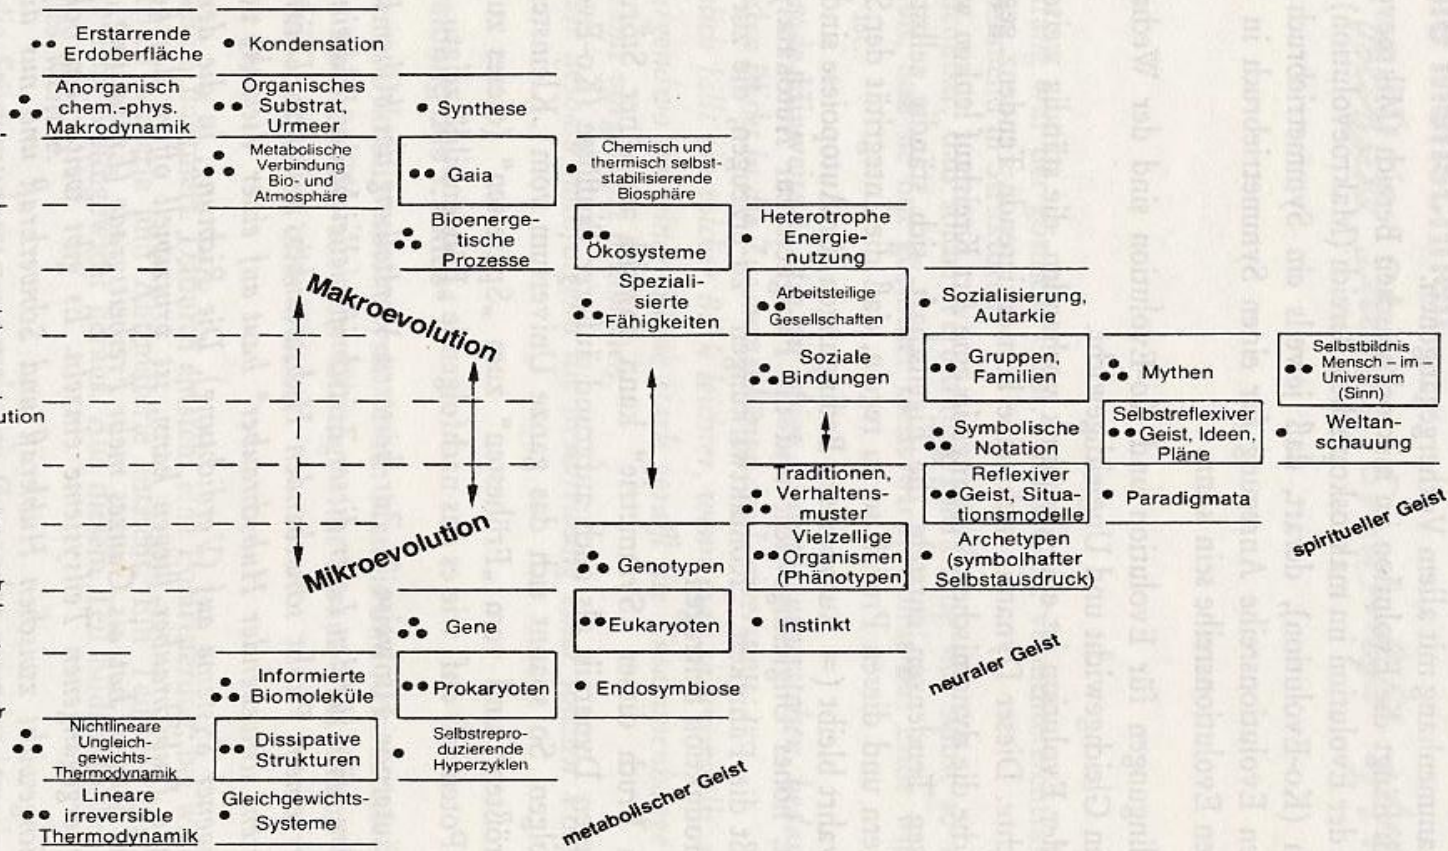 Erstarrende
Erdoberfläche
Kondensation
Anorganisch
chem.-phys.
Makrodynamik
Organisches
Substrat,
Urmeer
Synthese
Metabolische
Verbindung
Bio- und
Atmosphäre
Gaia
Chemisch und
thermisch selbst-
stabilisierende
Biosphäre
Bioenerge-
tische
Prozesse
Ökosysteme
Heterotrophe
Energie-
nutzung
Makroevolution
Speziali-
sierte
Fähigkeiten
Arbeitsteilige
Gesellschaften
Sozialisierung,
Autarkie
Soziale
Bindungen
Gruppen,
Familien
Mythen
Selbstbildnis
Mensch – im –
Universum
(Sinn)
ution
Symbolische
Notation
Selbstreflexiver
Geist, Ideen,
Pläne
Weltan-
schauung
Traditionen,
Verhaltens-
muster
Reflexiver
Geist, Situa-
tionsmodelle
Paradigmata
spiritueller Geist
Mikroevolution
Genotypen
Vielzellige
Organismen
(Phänotypen)
Archetypen
(symbolhafter
Selbstausdruck)
r
Gene
Eukaryoten
Instinkt
neuraler Geist
Informierte
Biomoleküle
Prokaryoten
Endosymbiose
r
Nichtlineare
Ungleich-
gewichts-
Thermodynamik
Dissipative
Strukturen
Selbstrepro-
duzierende
Hyperzyklen
metabolischer Geist
Lineare
irreversible
Thermodynamik
Gleichgewichts-
Systeme